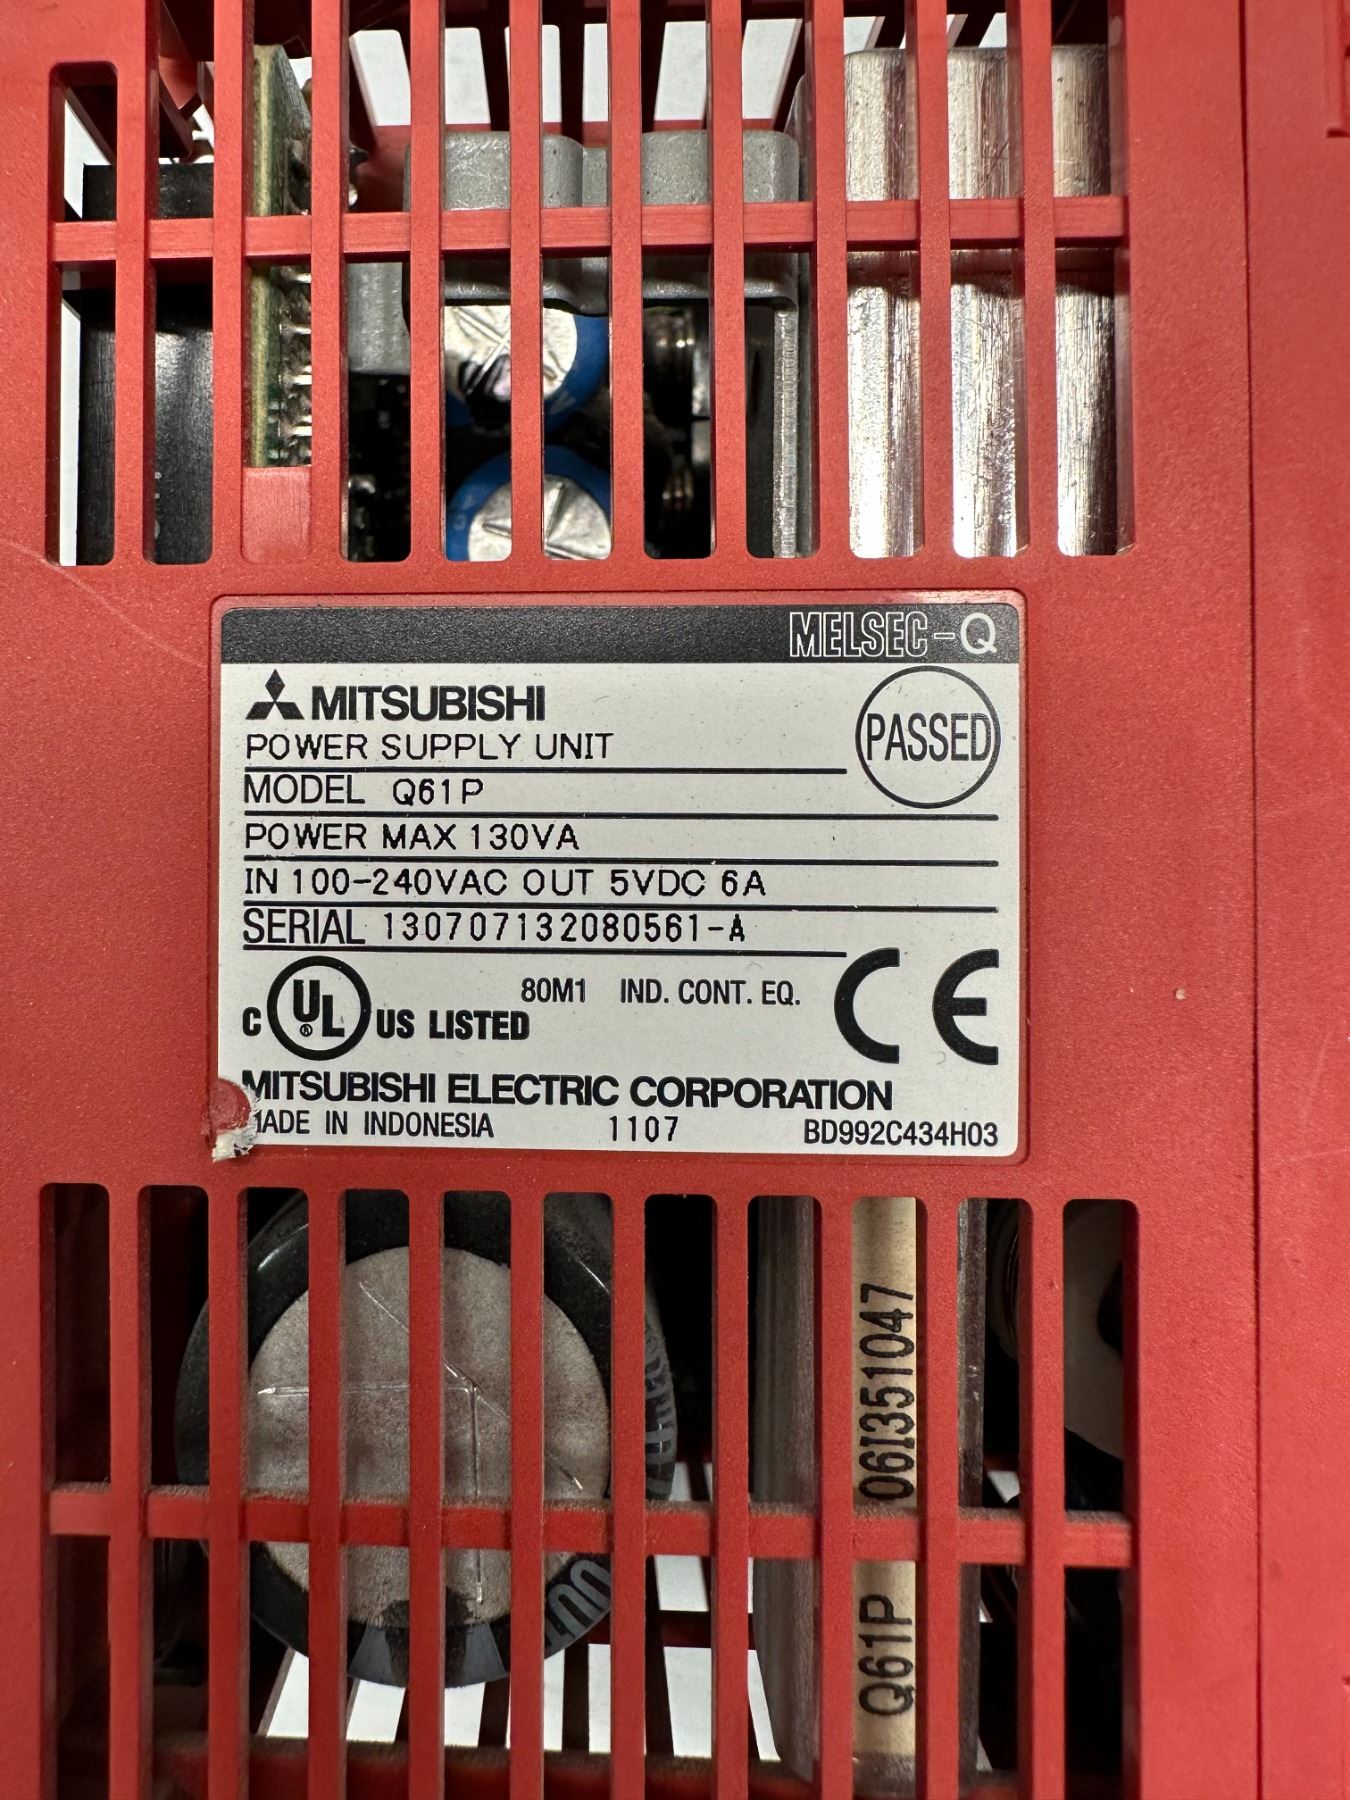 MELSEC-Q
MITSUBISHI
PASSED
POWER SUPPLY UNIT
MODEL Q61P
POWER MAX 130VA
IN 100-240VAC OUT 5VDC 6A
SERIAL 130707132080561-A
C UL ® US LISTED
80M1 IND. CONT. EQ.
CE
MITSUBISHI ELECTRIC CORPORATION
MADE IN INDONESIA 1107 BD992C434H03
Q61P 06I351047